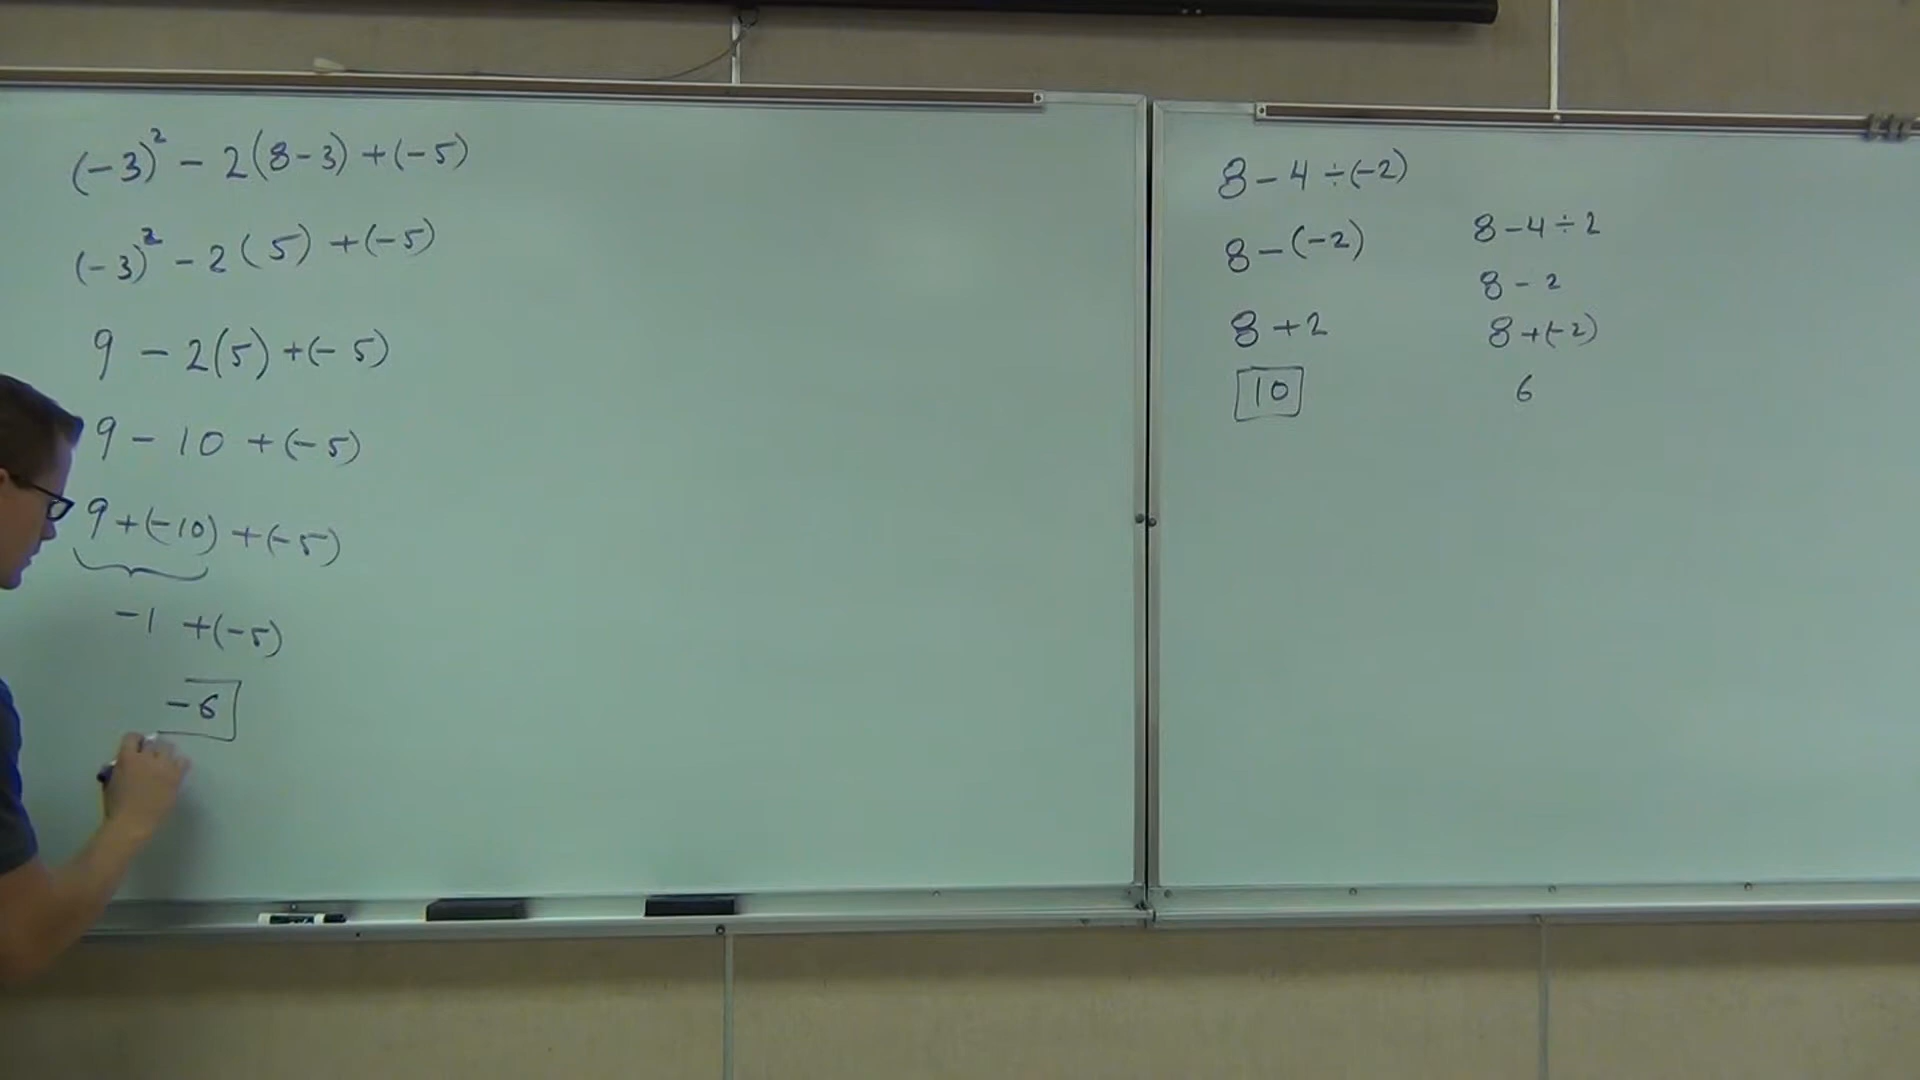 (-3)² - 2(8-3) + (-5)
(-3)² - 2(5) + (-5)
9 - 2(5) + (-5)
9 - 10 + (-5)
9 + (-10) + (-5)
-1 + (-5)
-6
8 - 4 ÷ (-2)
8 - (-2)
8 + 2
10
8 - 4 ÷ 2
8 - 2
8 + (-2)
6